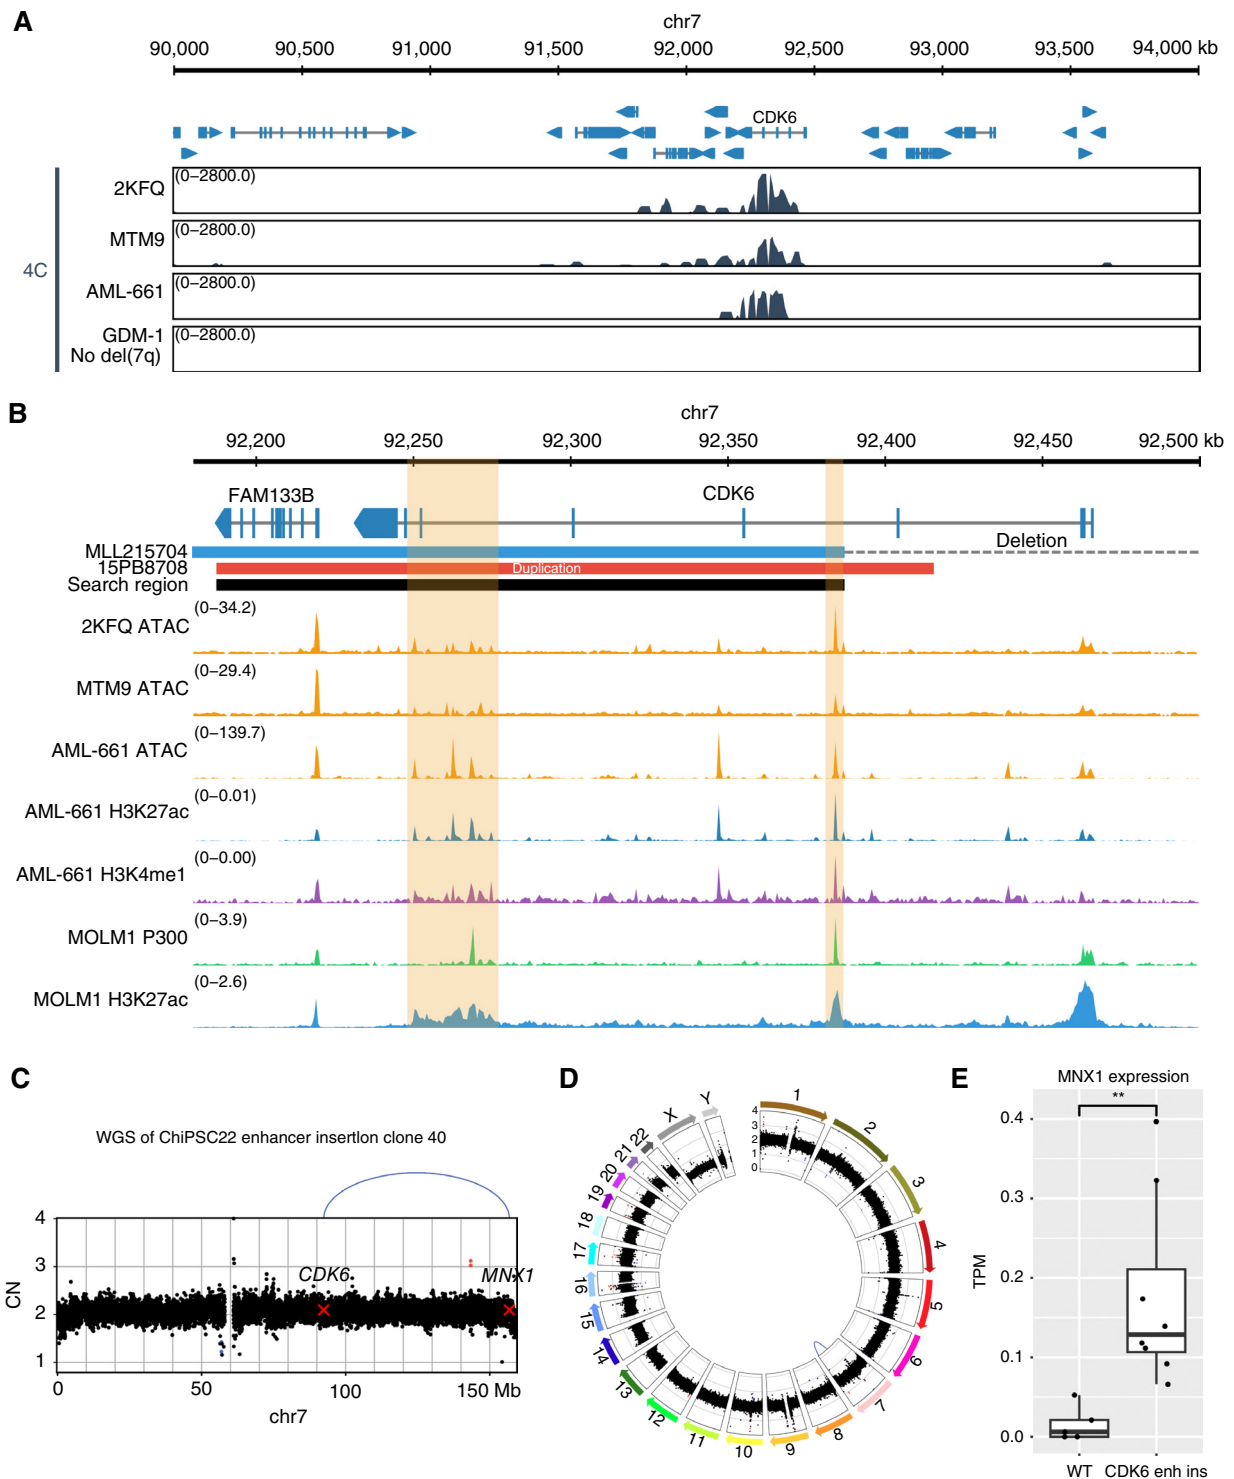 A
chr7
90,000 90,500 91,000 91,500 92,000 92,500 93,000 93,500 94,000 kb
CDK6
4C
2KFQ (0–2800.0)
MTM9 (0–2800.0)
AML-661 (0–2800.0)
GDM-1 (0–2800.0)
No del(7q)
B
chr7
92,200 92,250 92,300 92,350 92,400 92,450 92,500 kb
FAM133B CDK6
MLL215704 Deletion
15PB8708 Duplication
Search region
(0–34.2)
2KFQ ATAC
(0–29.4)
MTM9 ATAC
(0–139.7)
AML-661 ATAC
(0–0.01)
AML-661 H3K27ac
(0–0.00)
AML-661 H3K4me1
(0–3.9)
MOLM1 P300
(0–2.6)
MOLM1 H3K27ac
C
WGS of ChiPSC22 enhancer insertIon clone 40
4
3
2
1
CN
CDK6 MNX1
0 50 100 150 Mb
chr7
D
1 2 3 4 5 6 7 8 9 10 11 12 13 14 15 16 17 18 19 20 21 22 X Y
4
3
2
1
0
E
MNX1 expression
**
0.4
0.3
0.2
0.1
0.0
TPM
WT CDK6 enh ins